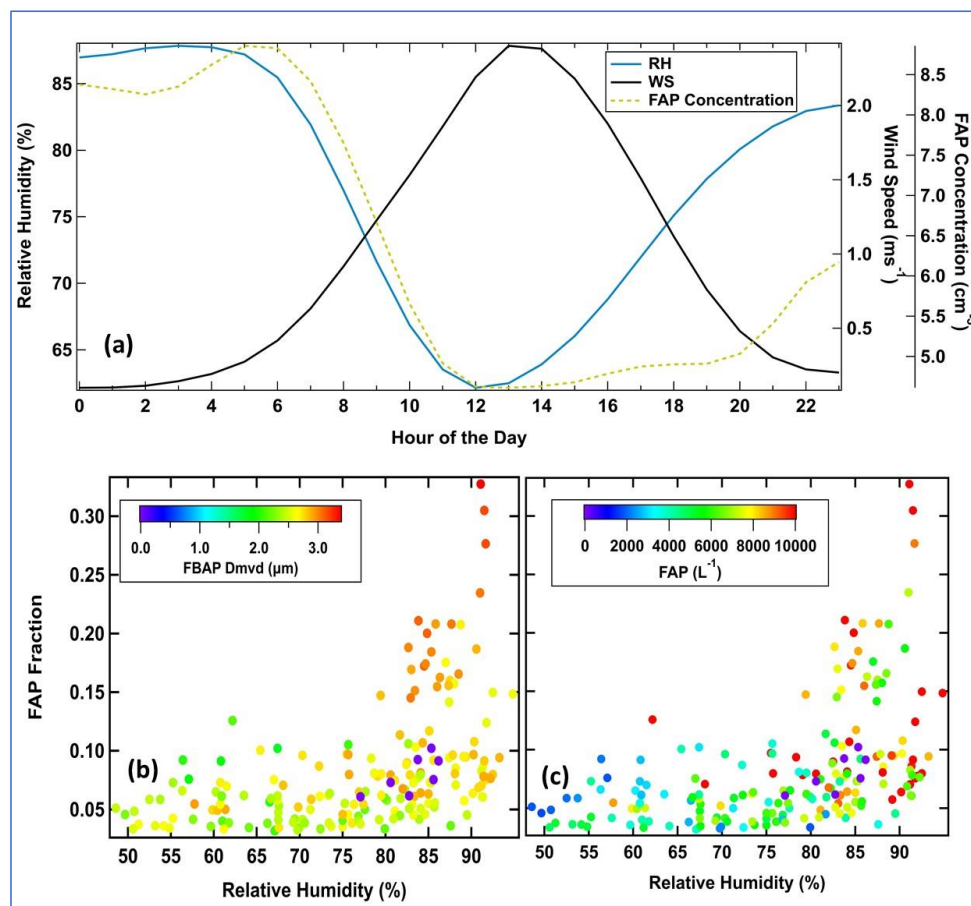 RH
WS
FAP Concentration
85
80
75
70
65
Relative Humidity (%)
2.0
1.5
1.0
0.5
Wind Speed (ms-1)
8.5
8.0
7.5
7.0
6.5
6.0
5.5
5.0
FAP Concentration (cm-3)
(a)
0 2 4 6 8 10 12 14 16 18 20 22
Hour of the Day
0.30
0.25
0.20
0.15
0.10
0.05
FAP Fraction
0.0 1.0 2.0 3.0
FBAP Dmvd (µm)
(b)
50 55 60 65 70 75 80 85 90
Relative Humidity (%)
0 2000 4000 6000 8000 10000
FAP (L-1)
(c)
50 55 60 65 70 75 80 85 90
Relative Humidity (%)